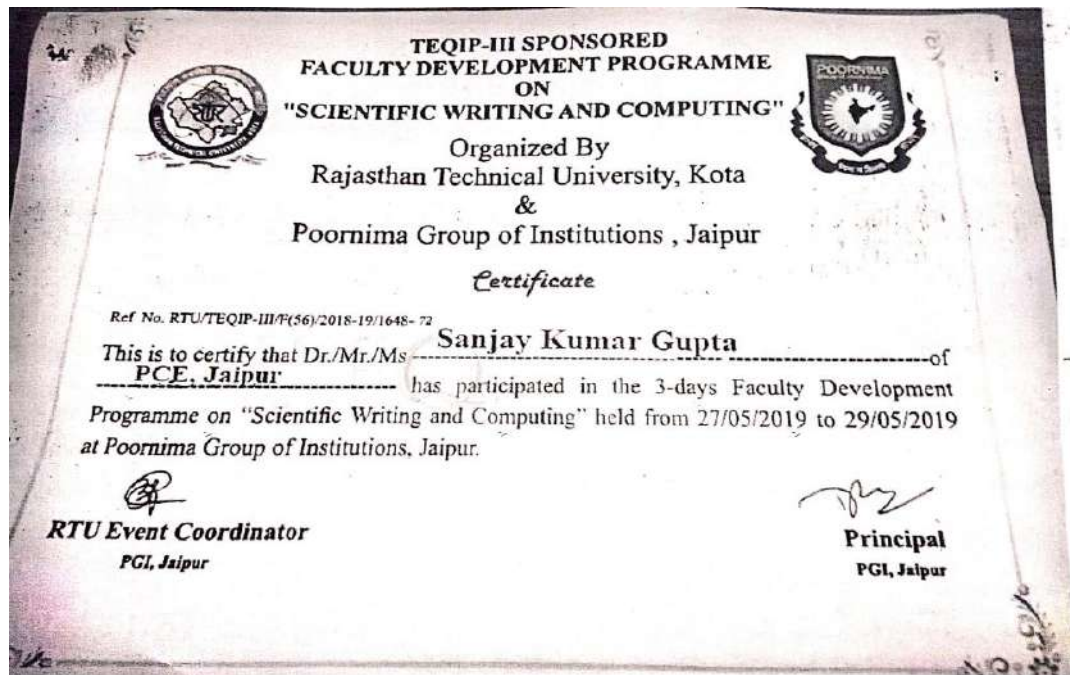 TEQIP-III SPONSORED
FACULTY DEVELOPMENT PROGRAMME
ON
"SCIENTIFIC WRITING AND COMPUTING"
POORNIMA
Organized By
Rajasthan Technical University, Kota
&
Poornima Group of Institutions , Jaipur
Certificate
Ref No. RTU/TEQIP-III/F(56)/2018-19/1648- 72
This is to certify that Dr./Mr./Ms Sanjay Kumar Gupta of
PCE, Jaipur has participated in the 3-days Faculty Development
Programme on "Scientific Writing and Computing" held from 27/05/2019 to 29/05/2019
at Poornima Group of Institutions, Jaipur.
RTU Event Coordinator
PGI, Jaipur
Principal
PGI, Jaipur